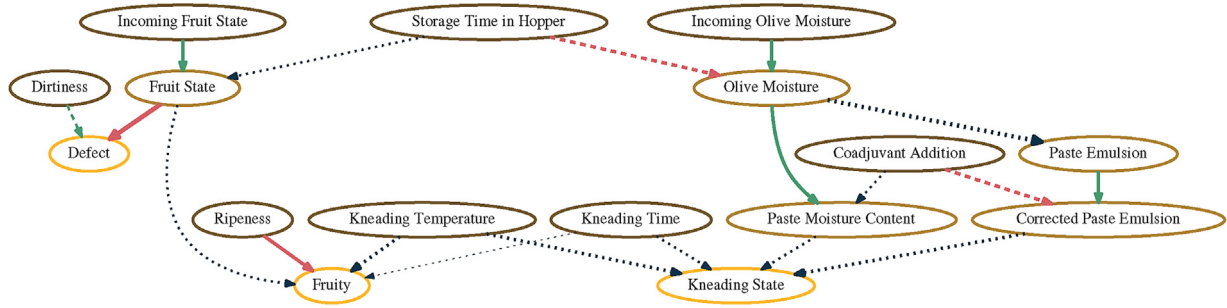 Incoming Fruit State
Storage Time in Hopper
Incoming Olive Moisture
Dirtiness
Fruit State
Olive Moisture
Defect
Coadjuvant Addition
Paste Emulsion
Ripeness
Kneading Temperature
Kneading Time
Paste Moisture Content
Corrected Paste Emulsion
Fruity
Kneading State